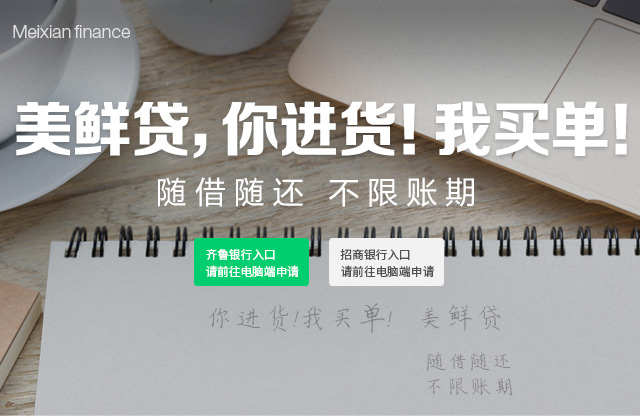 Meixian finance
美鲜贷，你进货！我买单！
随借随还 不限账期
齐鲁银行入口
请前往电脑端申请
招商银行入口
请前往电脑端申请
你进货！我买单！ 美鲜贷
随借随还
不限账期